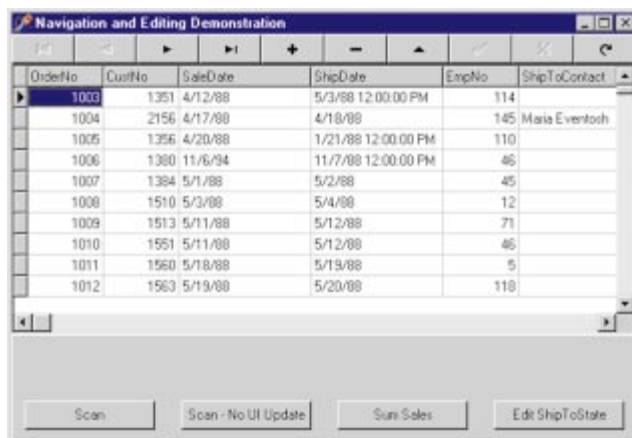 Navigation and Editing Demonstration
OrderNo CustNo SaleDate ShipDate EmpNo ShipToContact
1003 1351 4/12/88 5/3/88 12:00:00 PM 114
1004 2156 4/17/88 4/18/88 145 Maria Eventosh
1005 1356 4/20/88 1/21/88 12:00:00 PM 110
1006 1380 11/6/94 11/7/88 12:00:00 PM 46
1007 1384 5/1/88 5/2/88 45
1008 1510 5/3/88 5/4/88 12
1009 1513 5/11/88 5/12/88 71
1010 1551 5/11/88 5/12/88 46
1011 1560 5/18/88 5/19/88 5
1012 1563 5/19/88 5/20/88 118
Scan Scan - No UI Update Sum Sales Edit ShipToState